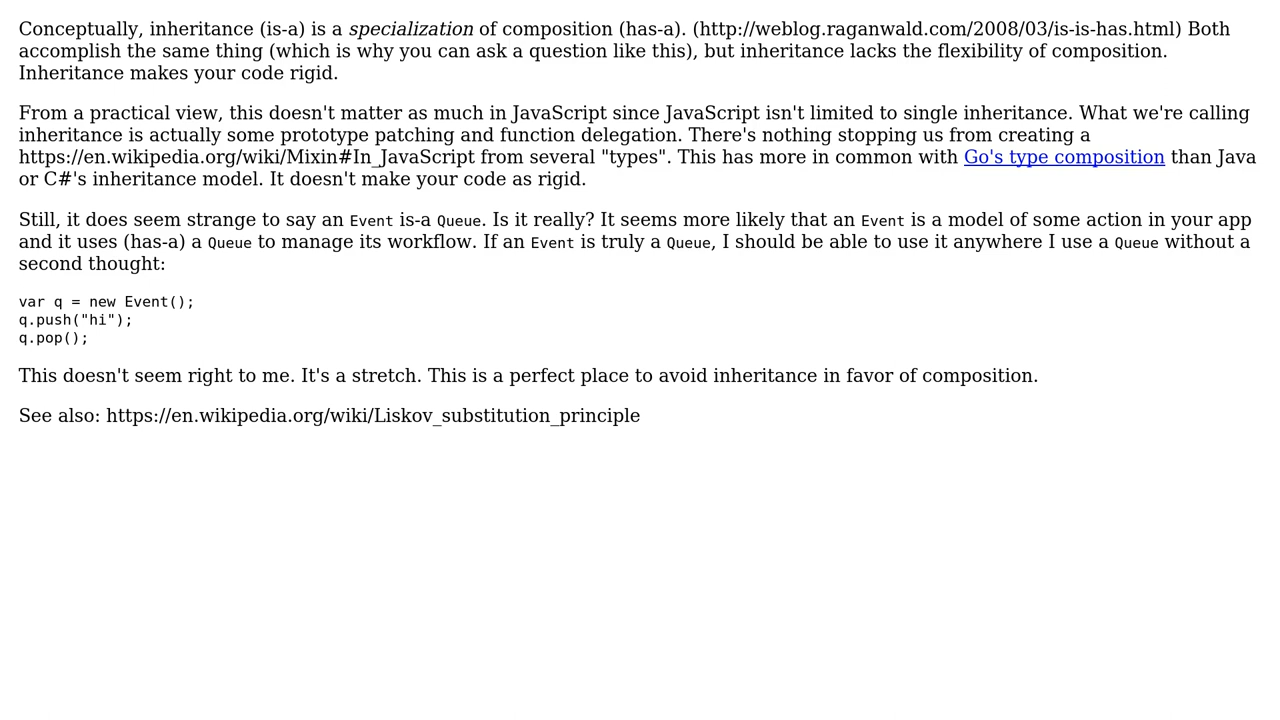 Conceptually, inheritance (is-a) is a specialization of composition (has-a). (http://weblog.raganwald.com/2008/03/is-is-has.html) Both
accomplish the same thing (which is why you can ask a question like this), but inheritance lacks the flexibility of composition.
Inheritance makes your code rigid.
From a practical view, this doesn't matter as much in JavaScript since JavaScript isn't limited to single inheritance. What we're calling
inheritance is actually some prototype patching and function delegation. There's nothing stopping us from creating a
https://en.wikipedia.org/wiki/Mixin#In_JavaScript from several "types". This has more in common with Go's type composition than Java
or C#'s inheritance model. It doesn't make your code as rigid.
Still, it does seem strange to say an Event is-a Queue. Is it really? It seems more likely that an Event is a model of some action in your app
and it uses (has-a) a Queue to manage its workflow. If an Event is truly a Queue, I should be able to use it anywhere I use a Queue without a
second thought:
var q = new Event();
q.push("hi");
q.pop();
This doesn't seem right to me. It's a stretch. This is a perfect place to avoid inheritance in favor of composition.
See also: https://en.wikipedia.org/wiki/Liskov_substitution_principle